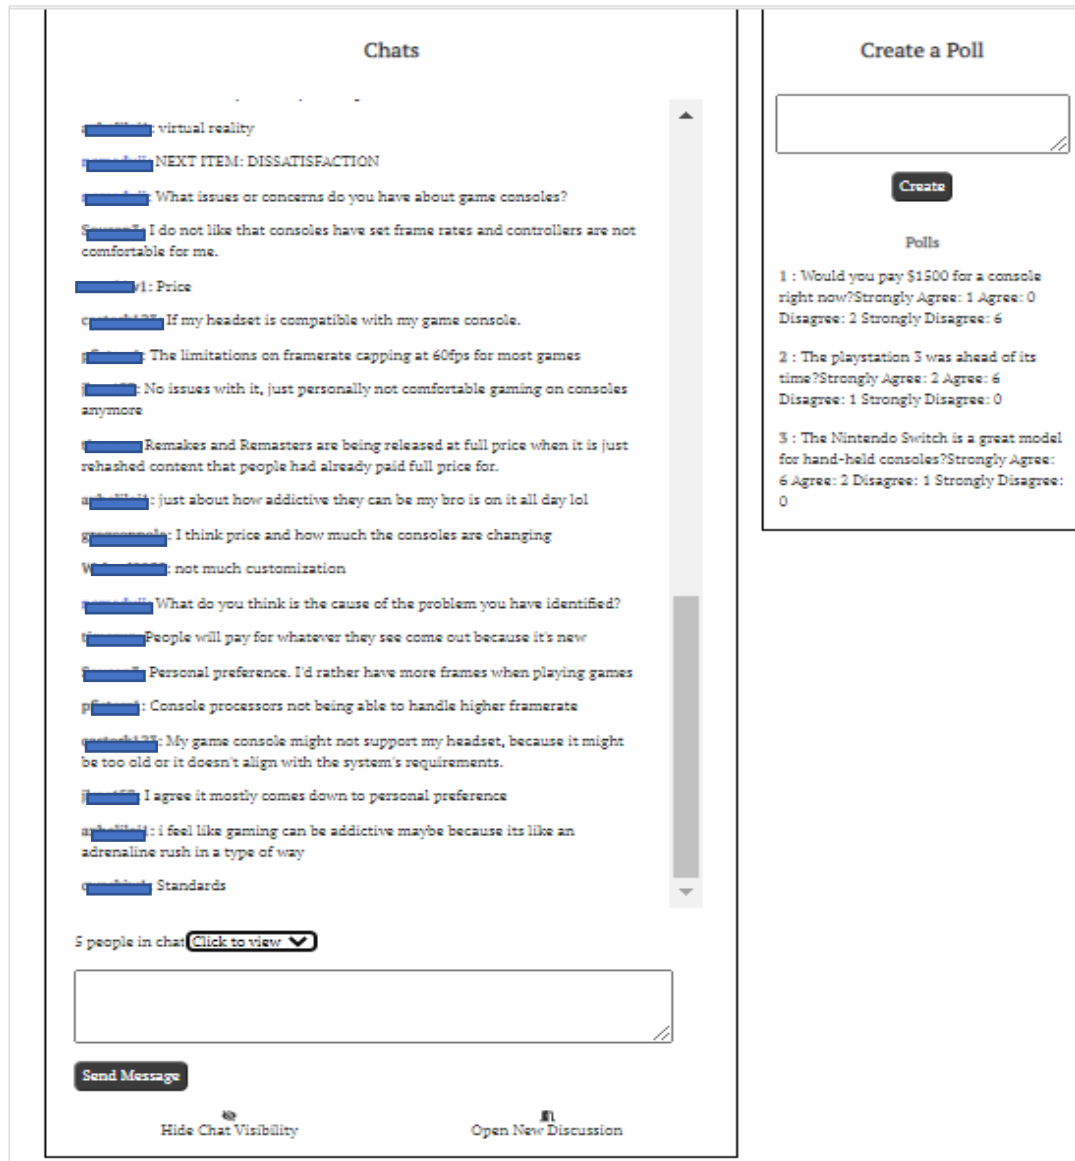 Chats
: virtual reality
NEXT ITEM: DISSATISFACTION
What issues or concerns do you have about game consoles?
I do not like that consoles have set frame rates and controllers are not
comfortable for me.
1: Price
If my headset is compatible with my game console.
: The limitations on framerate capping at 60fps for most games
: No issues with it, just personally not comfortable gaming on consoles
anymore
Remakes and Remasters are being released at full price when it is just
rehashed content that people had already paid full price for.
: just about how addictive they can be my bro is on it all day lol
: I think price and how much the consoles are changing
: not much customization
What do you think is the cause of the problem you have identified?
People will pay for whatever they see come out because it's new
Personal preference. I'd rather have more frames when playing games
: Console processors not being able to handle higher framerate
: My game console might not support my headset, because it might
be too old or it doesn't align with the system's requirements.
I agree it mostly comes down to personal preference
: i feel like gaming can be addictive maybe because its like an
adrenaline rush in a type of way
Standards
5 people in chat Click to view
Send Message
Hide Chat Visibility
Open New Discussion
Create a Poll
Create
Polls
1 : Would you pay $1500 for a console
right now?Strongly Agree: 1 Agree: 0
Disagree: 2 Strongly Disagree: 6
2 : The playstation 3 was ahead of its
time?Strongly Agree: 2 Agree: 6
Disagree: 1 Strongly Disagree: 0
3 : The Nintendo Switch is a great model
for hand-held consoles?Strongly Agree:
6 Agree: 2 Disagree: 1 Strongly Disagree:
0